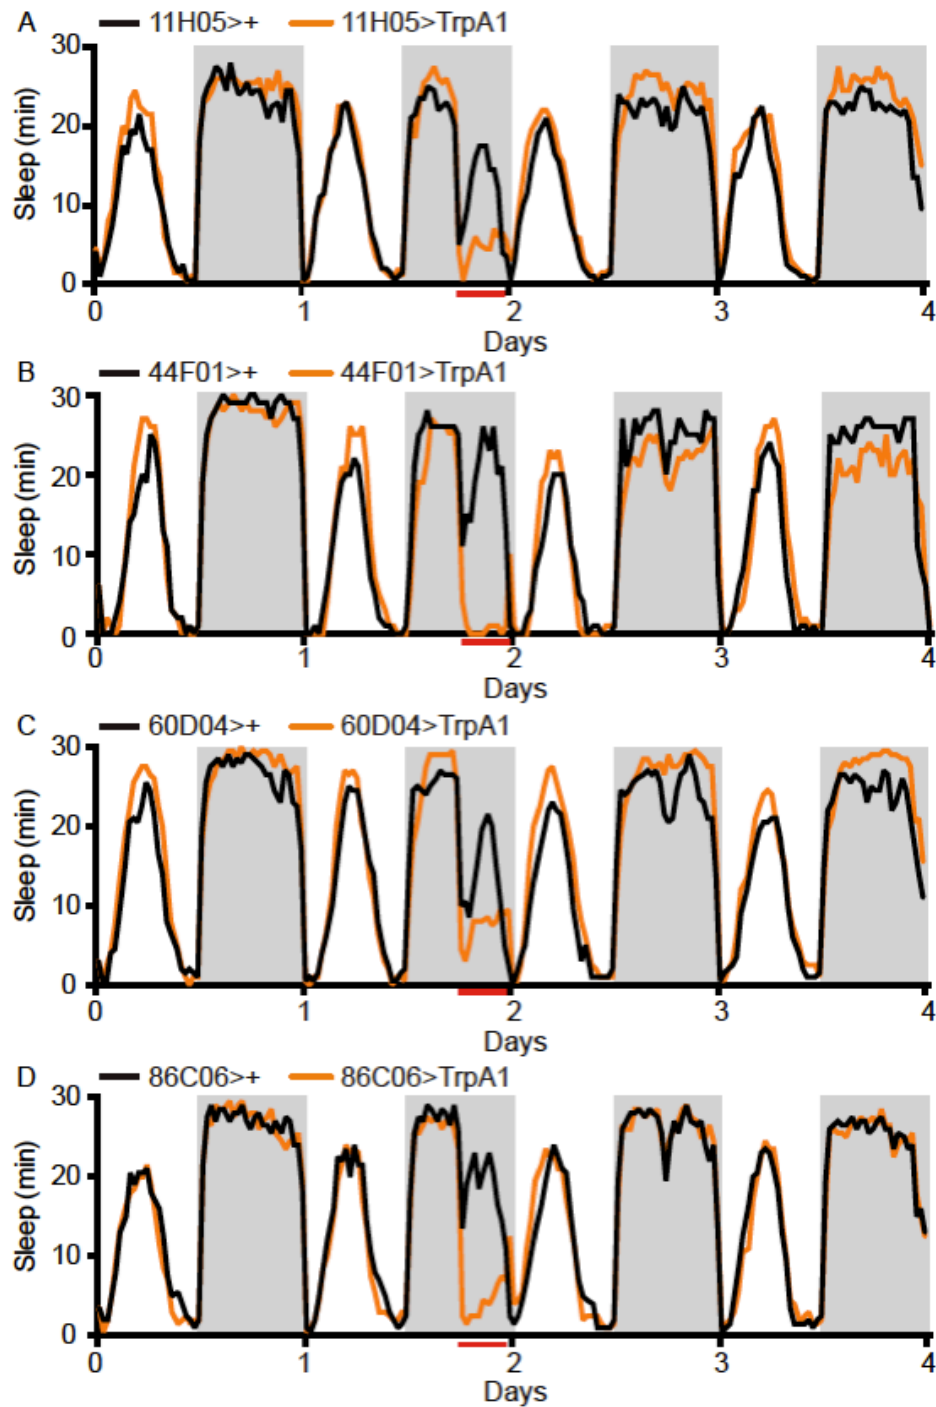 A 11H05>+ 11H05>TrpA1
30
20
10
0
Sleep (min)
0 1 2 3 4
Days
B 44F01>+ 44F01>TrpA1
30
20
10
0
Sleep (min)
0 1 2 3 4
Days
C 60D04>+ 60D04>TrpA1
30
20
10
0
Sleep (min)
0 1 2 3 4
Days
D 86C06>+ 86C06>TrpA1
30
20
10
0
Sleep (min)
0 1 2 3 4
Days